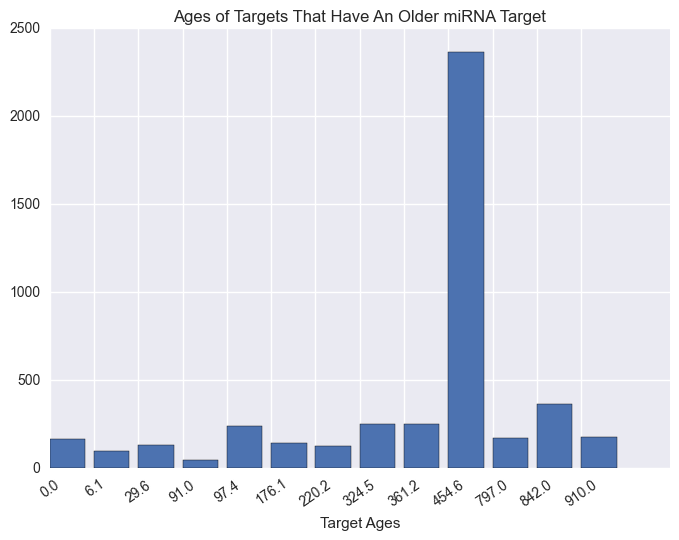 Ages of Targets That Have An Older miRNA Target
2500
2000
1500
1000
500
0
0.0 6.1 29.6 91.0 97.4 176.1 220.2 324.5 361.2 454.6 797.0 842.0 910.0
Target Ages